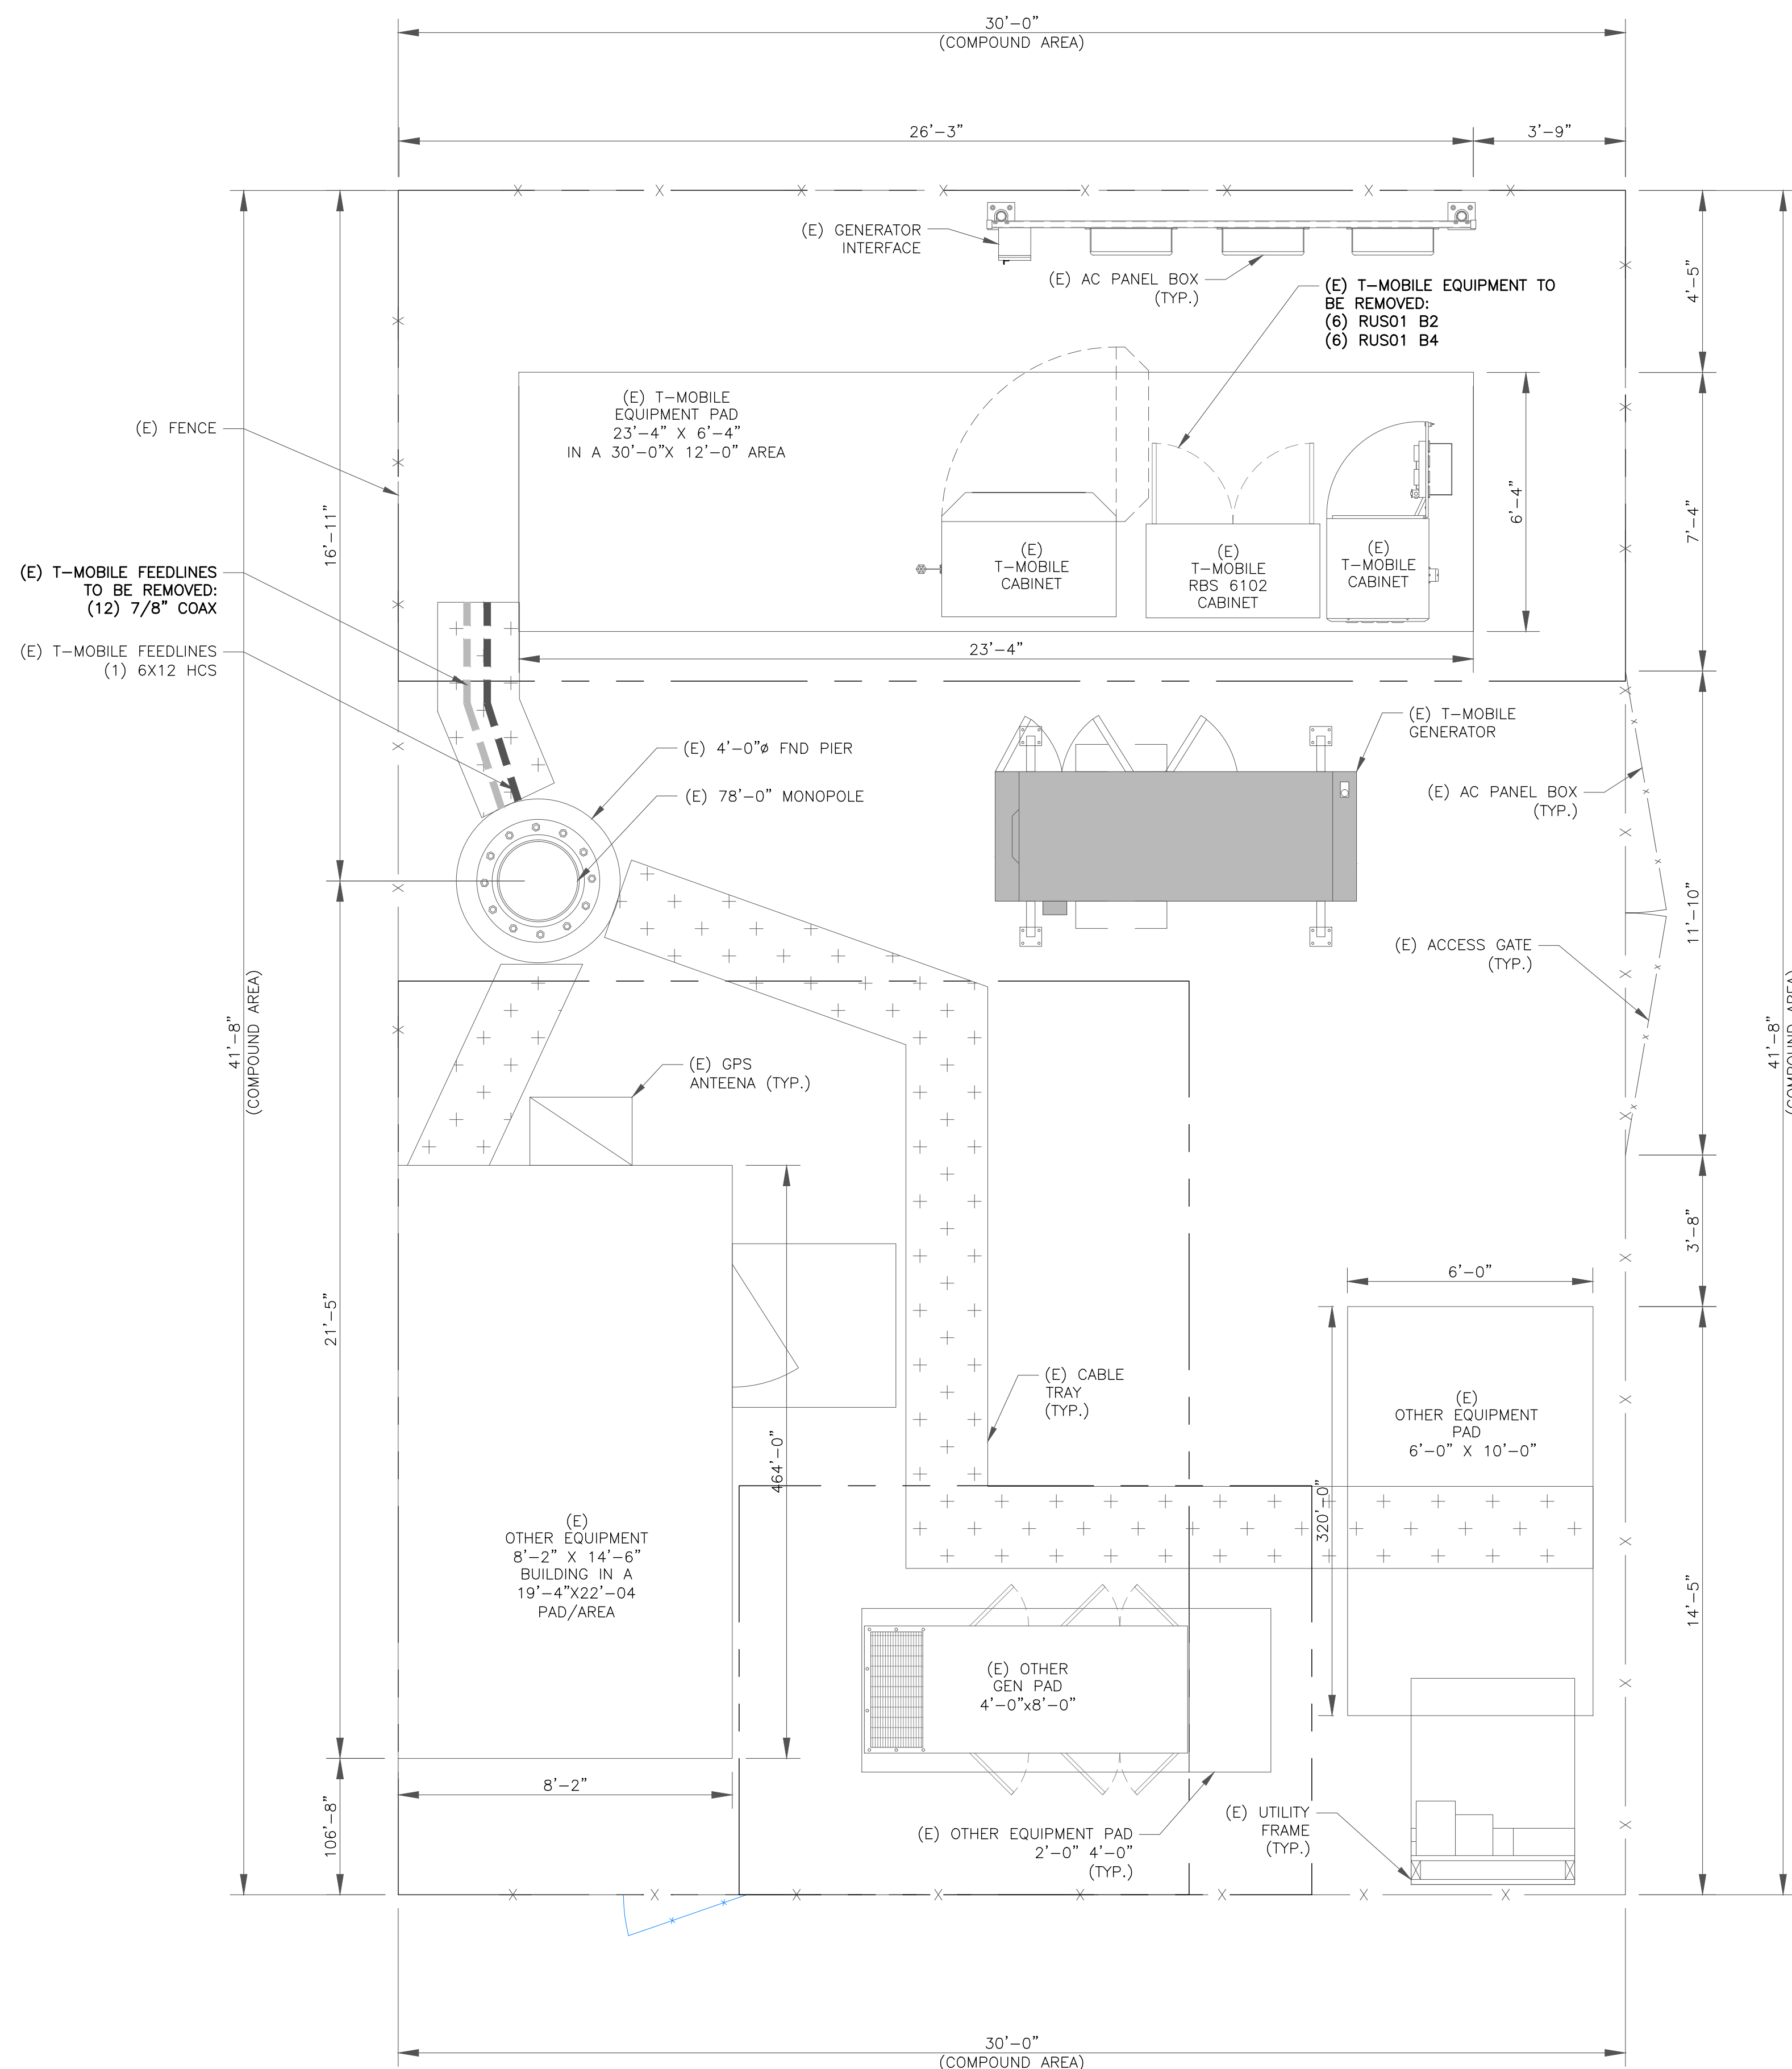 30'-0"
(COMPOUND AREA)
26'-3"
3'-9"
(E) GENERATOR
INTERFACE
(E) AC PANEL BOX
(TYP.)
(E) T-MOBILE EQUIPMENT TO
BE REMOVED:
(6) RUS01 B2
(6) RUS01 B4
4'-5"
(E) T-MOBILE
EQUIPMENT PAD
23'-4" X 6'-4"
IN A 30'-0"X 12'-0" AREA
(E) FENCE
16'-11"
6'-4"
7'-4"
(E)
T-MOBILE
CABINET
(E)
T-MOBILE
RBS 6102
CABINET
(E)
T-MOBILE
CABINET
(E) T-MOBILE FEEDLINES
TO BE REMOVED:
(12) 7/8" COAX
(E) T-MOBILE FEEDLINES
(1) 6X12 HCS
23'-4"
(E) T-MOBILE
GENERATOR
(E) 4'-0"ø FND PIER
(E) 78'-0" MONOPOLE
(E) AC PANEL BOX
(TYP.)
11'-10"
(E) ACCESS GATE
(TYP.)
41'-8"
(COMPOUND AREA)
41'-8"
(COMPOUND AREA)
(E) GPS
ANTEENA (TYP.)
3'-8"
6'-0"
21'-5"
(E) CABLE
TRAY
(TYP.)
(E)
OTHER EQUIPMENT
PAD
6'-0" X 10'-0"
464'-0"
320'-0"
(E)
OTHER EQUIPMENT
8'-2" X 14'-6"
BUILDING IN A
19'-4"X22'-04
PAD/AREA
14'-5"
(E) OTHER
GEN PAD
4'-0"x8'-0"
8'-2"
106'-8"
(E) OTHER EQUIPMENT PAD
2'-0" 4'-0"
(TYP.)
(E) UTILITY
FRAME
(TYP.)
30'-0"
(COMPOUND AREA)